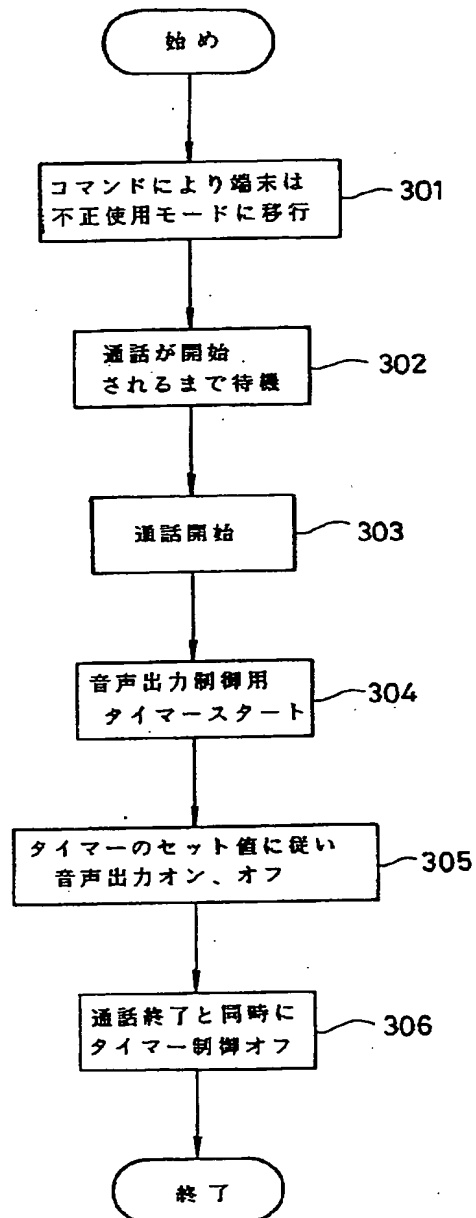 始め
コマンドにより端末は
不正使用モードに移行
301
通話が開始
されるまで待機
302
通話開始
303
音声出力制御用
タイマースタート
304
タイマーのセット値に従い
音声出力オン、オフ
305
通話終了と同時に
タイマー制御オフ
306
終了